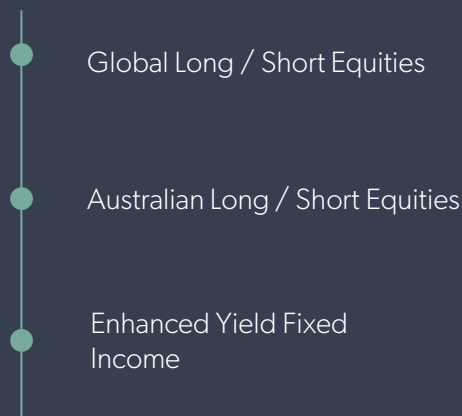 Global Long / Short Equities
Australian Long / Short Equities
Enhanced Yield Fixed
Income